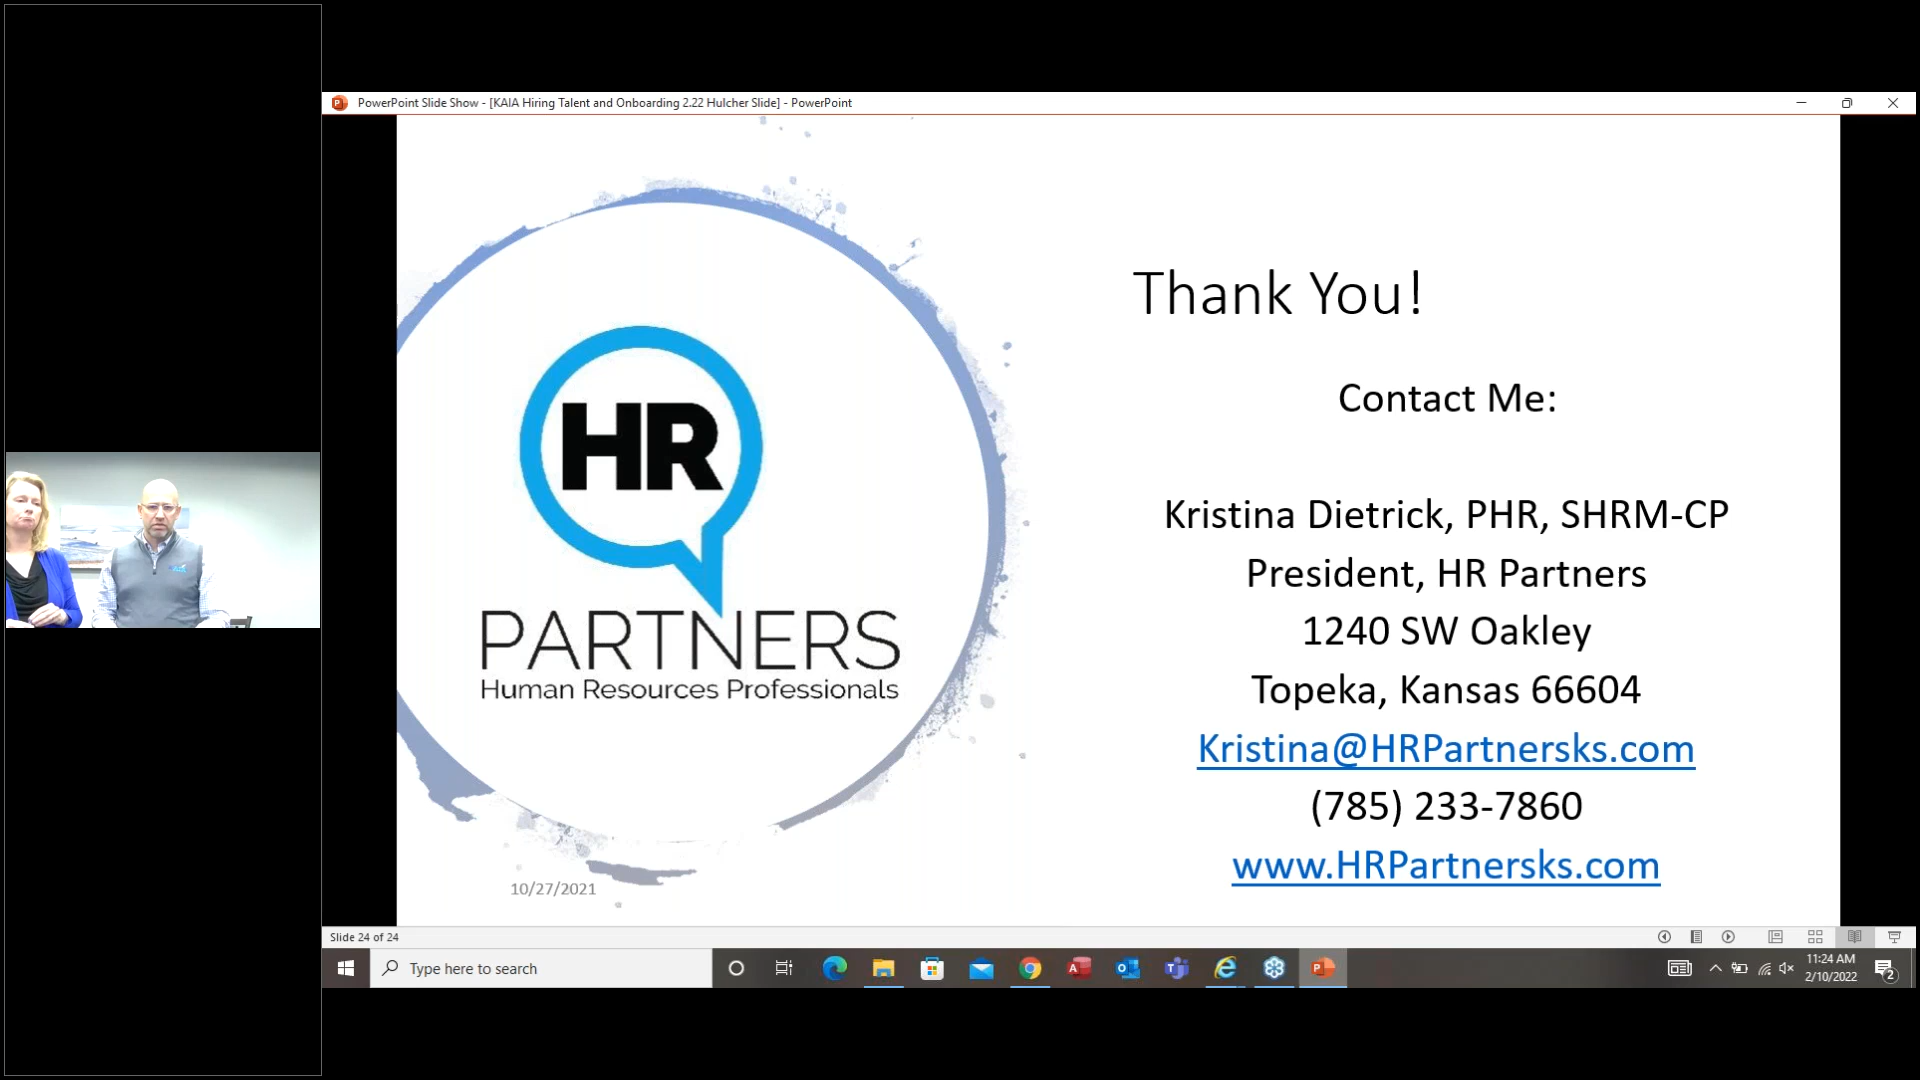 PowerPoint Slide Show - [KAIA Hiring Talent and Onboarding 2.22 Hulcher Slide] - PowerPoint
HR
PARTNERS
Human Resources Professionals
10/27/2021
Thank You!
Contact Me:
Kristina Dietrick, PHR, SHRM-CP
President, HR Partners
1240 SW Oakley
Topeka, Kansas 66604
Kristina@HRPartnersks.com
(785) 233-7860
www.HRPartnersks.com
Slide 24 of 24
Type here to search
11:24 AM
2/10/2022
2